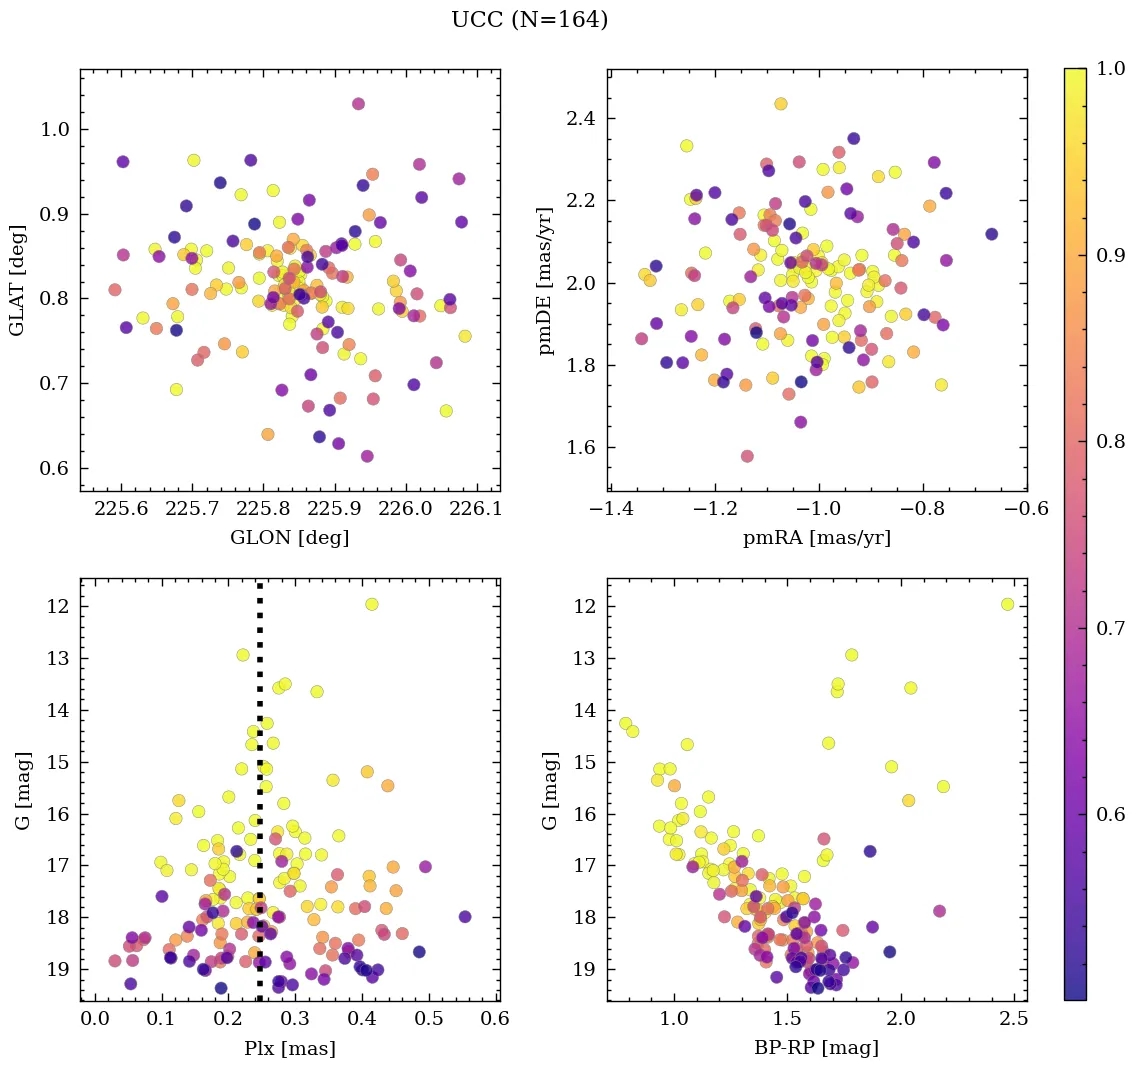 UCC (N=164)
1.0
0.9
0.8
0.7
0.6
GLAT [deg]
225.6 225.7 225.8 225.9 226.0 226.1
GLON [deg]
2.4
2.2
2.0
1.8
1.6
pmDE [mas/yr]
−1.4 −1.2 −1.0 −0.8 −0.6
pmRA [mas/yr]
1.0
0.9
0.8
0.7
0.6
12
13
14
15
16
17
18
19
G [mag]
0.0 0.1 0.2 0.3 0.4 0.5 0.6
Plx [mas]
12
13
14
15
16
17
18
19
G [mag]
1.0 1.5 2.0 2.5
BP-RP [mag]